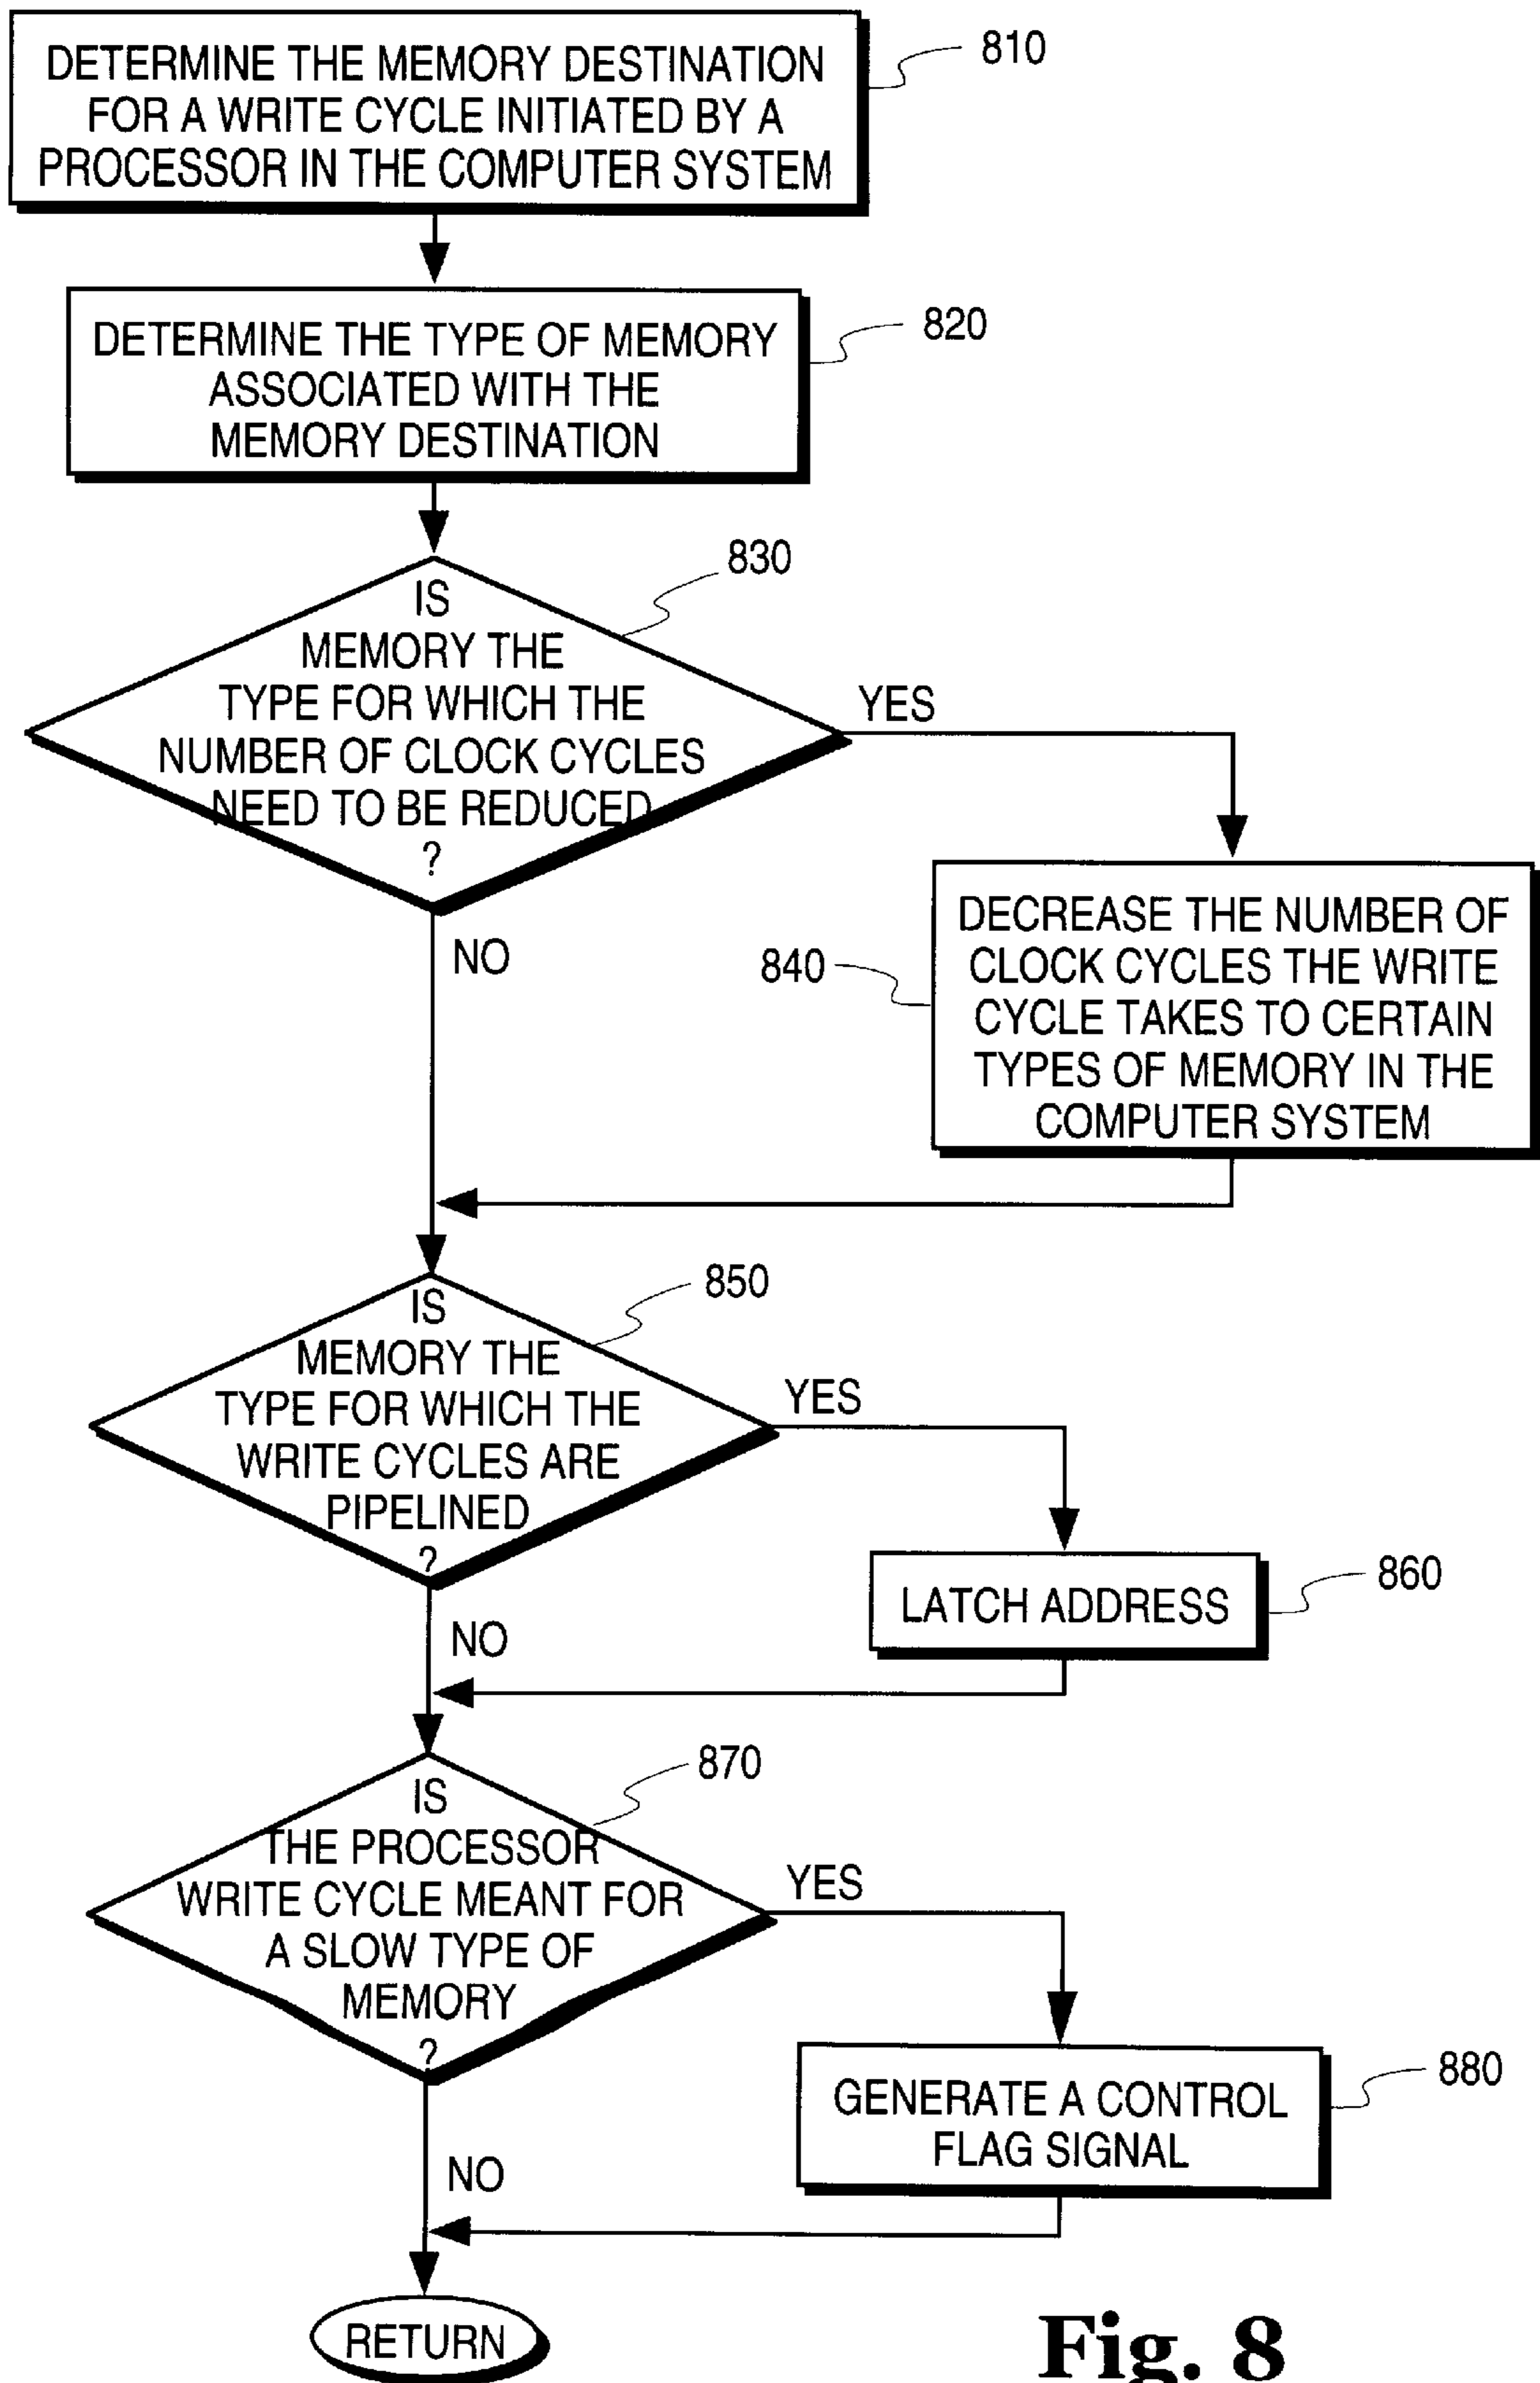 DETERMINE THE MEMORY DESTINATION
FOR A WRITE CYCLE INITIATED BY A
PROCESSOR IN THE COMPUTER SYSTEM
810
DETERMINE THE TYPE OF MEMORY
ASSOCIATED WITH THE
MEMORY DESTINATION
820
830
IS
MEMORY THE
TYPE FOR WHICH THE
NUMBER OF CLOCK CYCLES
NEED TO BE REDUCED
?
YES
NO
840
DECREASE THE NUMBER OF
CLOCK CYCLES THE WRITE
CYCLE TAKES TO CERTAIN
TYPES OF MEMORY IN THE
COMPUTER SYSTEM
850
IS
MEMORY THE
TYPE FOR WHICH THE
WRITE CYCLES ARE
PIPELINED
?
YES
NO
LATCH ADDRESS
860
870
IS
THE PROCESSOR
WRITE CYCLE MEANT FOR
A SLOW TYPE OF
MEMORY
?
YES
NO
GENERATE A CONTROL
FLAG SIGNAL
880
RETURN
Fig. 8